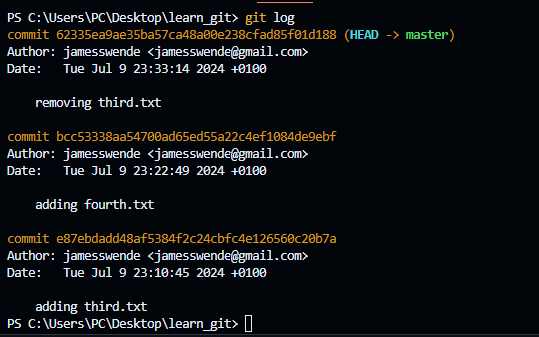 PS C:\Users\PC\Desktop\learn_git> git log
commit 62335ea9ae35ba57ca48a00e238cfad85f01d188 (HEAD -> master)
Author: jamesswende <jamesswende@gmail.com>
Date:   Tue Jul 9 23:33:14 2024 +0100
    removing third.txt
commit bcc53338aa54700ad65ed55a22c4ef1084de9ebf
Author: jamesswende <jamesswende@gmail.com>
Date:   Tue Jul 9 23:22:49 2024 +0100
    adding fourth.txt
commit e87ebdadd48af5384f2c24cbfc4e126560c20b7a
Author: jamesswende <jamesswende@gmail.com>
Date:   Tue Jul 9 23:10:45 2024 +0100
    adding third.txt
PS C:\Users\PC\Desktop\learn_git>